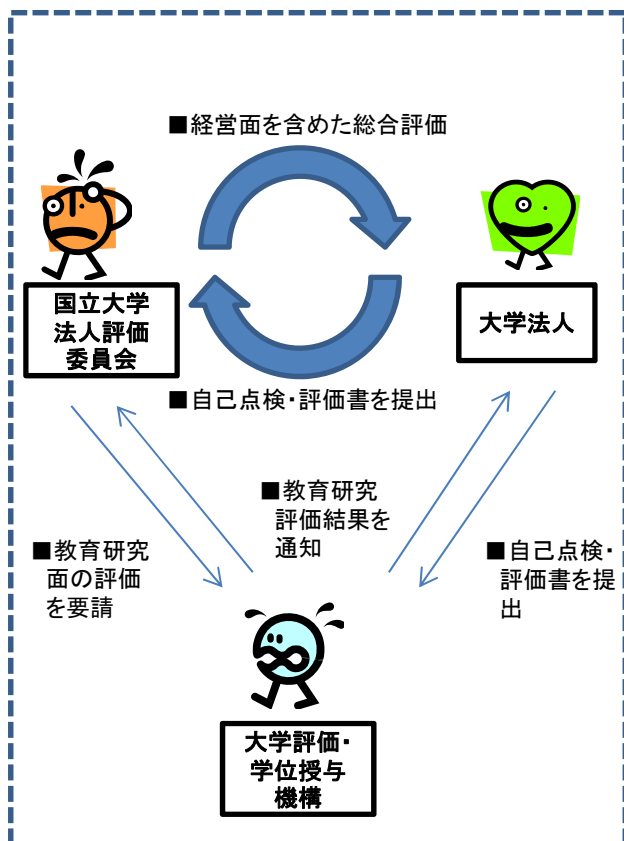 ■経営面を含めた総合評価
国立大学
法人評価
委員会
大学法人
■自己点検・評価書を提出
■教育研究
評価結果を
通知
■教育研究
面の評価
を要請
■自己点検・
評価書を提
出
大学評価・
学位授与
機構